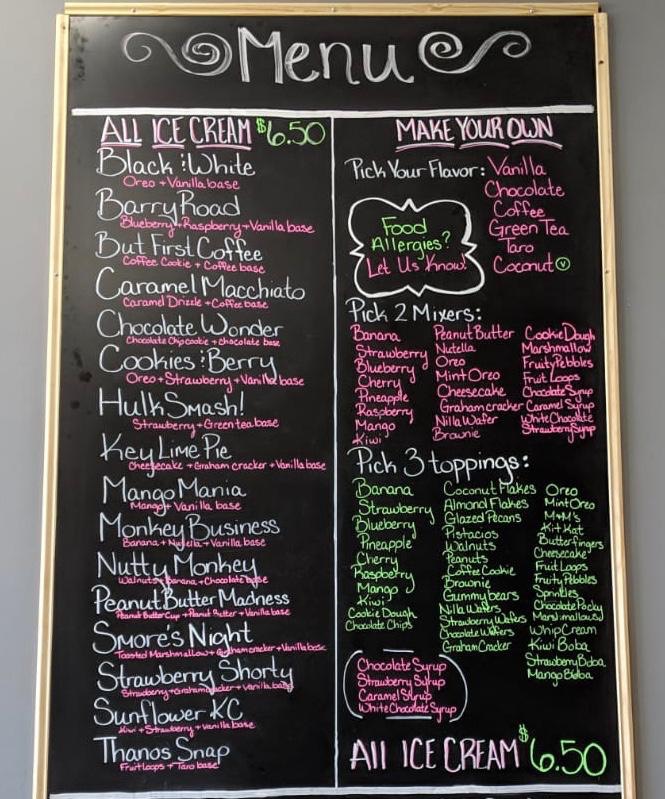 Menu
ALL ICE CREAM $6.50
Black & White
Oreo + Vanilla base
Barry Road
Blueberry + Raspberry + Vanilla base
But First Coffee
Coffee Cookie + Coffee base
Caramel Macchiato
Caramel Drizzle + Coffee base
Chocolate Wonder
Chocolate Chip cookie + chocolate base
Cookies & Berry
Oreo + Strawberry + Vanilla base
Hulk Smash!
Strawberry + Green tea base
Key Lime Pie
Cheesecake + Graham cracker + Vanilla base
Mango Mania
Mango + Vanilla base
Monkey Business
Banana + Nutella + Vanilla base
Nutty Monkey
Walnuts + Banana + Chocolate base
Peanut Butter Madness
Peanut Butter Cup + Peanut Butter + Vanilla base
Smore's Night
Toasted Marshmallow + Graham cracker + Vanilla base
Strawberry Shorty
Strawberry + Graham cracker + Vanilla base
Sunflower KC
Kiwi + Strawberry + Vanilla base
Thanos Snap
Fruit loops + Taro base
MAKE YOUR OWN
Pick Your Flavor: Vanilla
Chocolate
Coffee
Green Tea
Taro
Coconut V
Food
Allergies?
Let Us Know!
Pick 2 Mixers:
Banana
Strawberry
Blueberry
Cherry
Pineapple
Raspberry
Mango
Kiwi
Peanut Butter
Nutella
Oreo
Mint Oreo
Cheesecake
Graham cracker
Nilla Wafer
Brownie
Cookie Dough
Marshmallow
Fruity Pebbles
Fruit Loops
Chocolate Syrup
Caramel Syrup
White Chocolate
Strawberry Syrup
Pick 3 toppings:
Banana
Strawberry
Blueberry
Pineapple
Cherry
Raspberry
Mango
Kiwi
Cookie Dough
Chocolate Chips
Coconut Flakes
Almond Flakes
Glazed Pecans
Pistacios
Walnuts
Peanuts
Coffee Cookie
Brownie
Gummy bears
Nilla Wafers
Strawberry Wafers
Chocolate Wafers
Graham Cracker
Oreo
Mint Oreo
M&M's
Kit Kat
Butterfingers
Cheesecake
Fruit Loops
Fruity Pebbles
Sprinkles
Chocolate Pocky
Marshmallows
Whip Cream
Kiwi Boba
Strawberry Boba
Mango Boba
Chocolate Syrup
Strawberry Syrup
Caramel Syrup
White Chocolate Syrup
All ICE CREAM $6.50